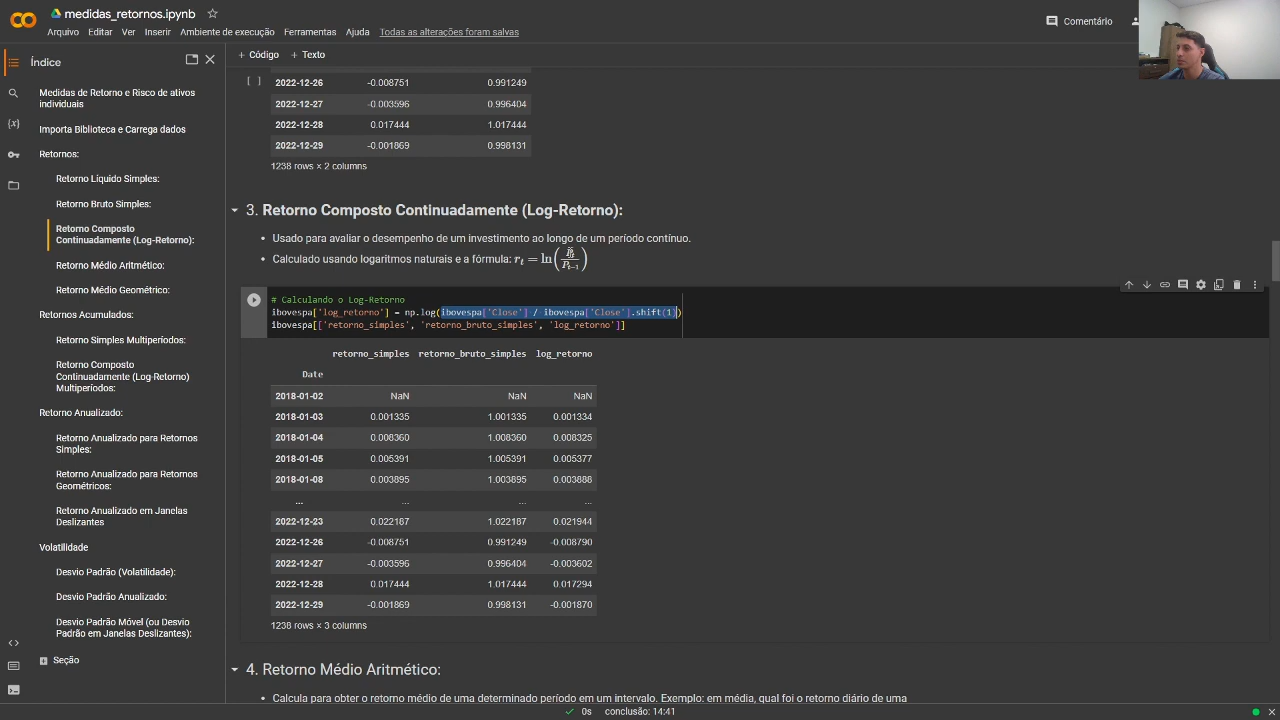 medidas_retornos.ipynb
Arquivo Editar Ver Inserir Ambiente de execução Ferramentas Ajuda Todas as alterações foram salvas
Comentário
Índice
Medidas de Retorno e Risco de ativos
individuais
Importa Biblioteca e Carrega dados
Retornos:
Retorno Líquido Simples:
Retorno Bruto Simples:
Retorno Composto
Continuadamente (Log-Retorno):
Retorno Médio Aritmético:
Retorno Médio Geométrico:
Retornos Acumulados:
Retorno Simples Multiperíodos:
Retorno Composto
Continuadamente (Log-Retorno)
Multiperíodos:
Retorno Anualizado:
Retorno Anualizado para Retornos
Simples:
Retorno Anualizado para Retornos
Geométricos:
Retorno Anualizado em Janelas
Deslizantes
Volatilidade
Desvio Padrão (Volatilidade):
Desvio Padrão Anualizado:
Desvio Padrão Móvel (ou Desvio
Padrão em Janelas Deslizantes):
Seção
+ Código + Texto
[ ]
2022-12-26 -0.008751 0.991249
2022-12-27 -0.003596 0.996404
2022-12-28 0.017444 1.017444
2022-12-29 -0.001869 0.998131
1238 rows × 2 columns
3. Retorno Composto Continuadamente (Log-Retorno):
• Usado para avaliar o desempenho de um investimento ao longo de um período contínuo.
• Calculado usando logaritmos naturais e a fórmula: r_t = ln(P_t / P_{t-1})
# Calculando o Log-Retorno
ibovespa['log_retorno'] = np.log(ibovespa['Close'] / ibovespa['Close'].shift(1))
ibovespa[['retorno_simples', 'retorno_bruto_simples', 'log_retorno']]
retorno_simples retorno_bruto_simples log_retorno
Date
2018-01-02 NaN NaN NaN
2018-01-03 0.001335 1.001335 0.001334
2018-01-04 0.008360 1.008360 0.008325
2018-01-05 0.005391 1.005391 0.005377
2018-01-08 0.003895 1.003895 0.003888
... ... ... ...
2022-12-23 0.022187 1.022187 0.021944
2022-12-26 -0.008751 0.991249 -0.008790
2022-12-27 -0.003596 0.996404 -0.003602
2022-12-28 0.017444 1.017444 0.017294
2022-12-29 -0.001869 0.998131 -0.001870
1238 rows × 3 columns
4. Retorno Médio Aritmético:
• Calcula para obter o retorno médio de uma determinado período em um intervalo. Exemplo: em média, qual foi o retorno diário de uma
0s conclusão: 14:41